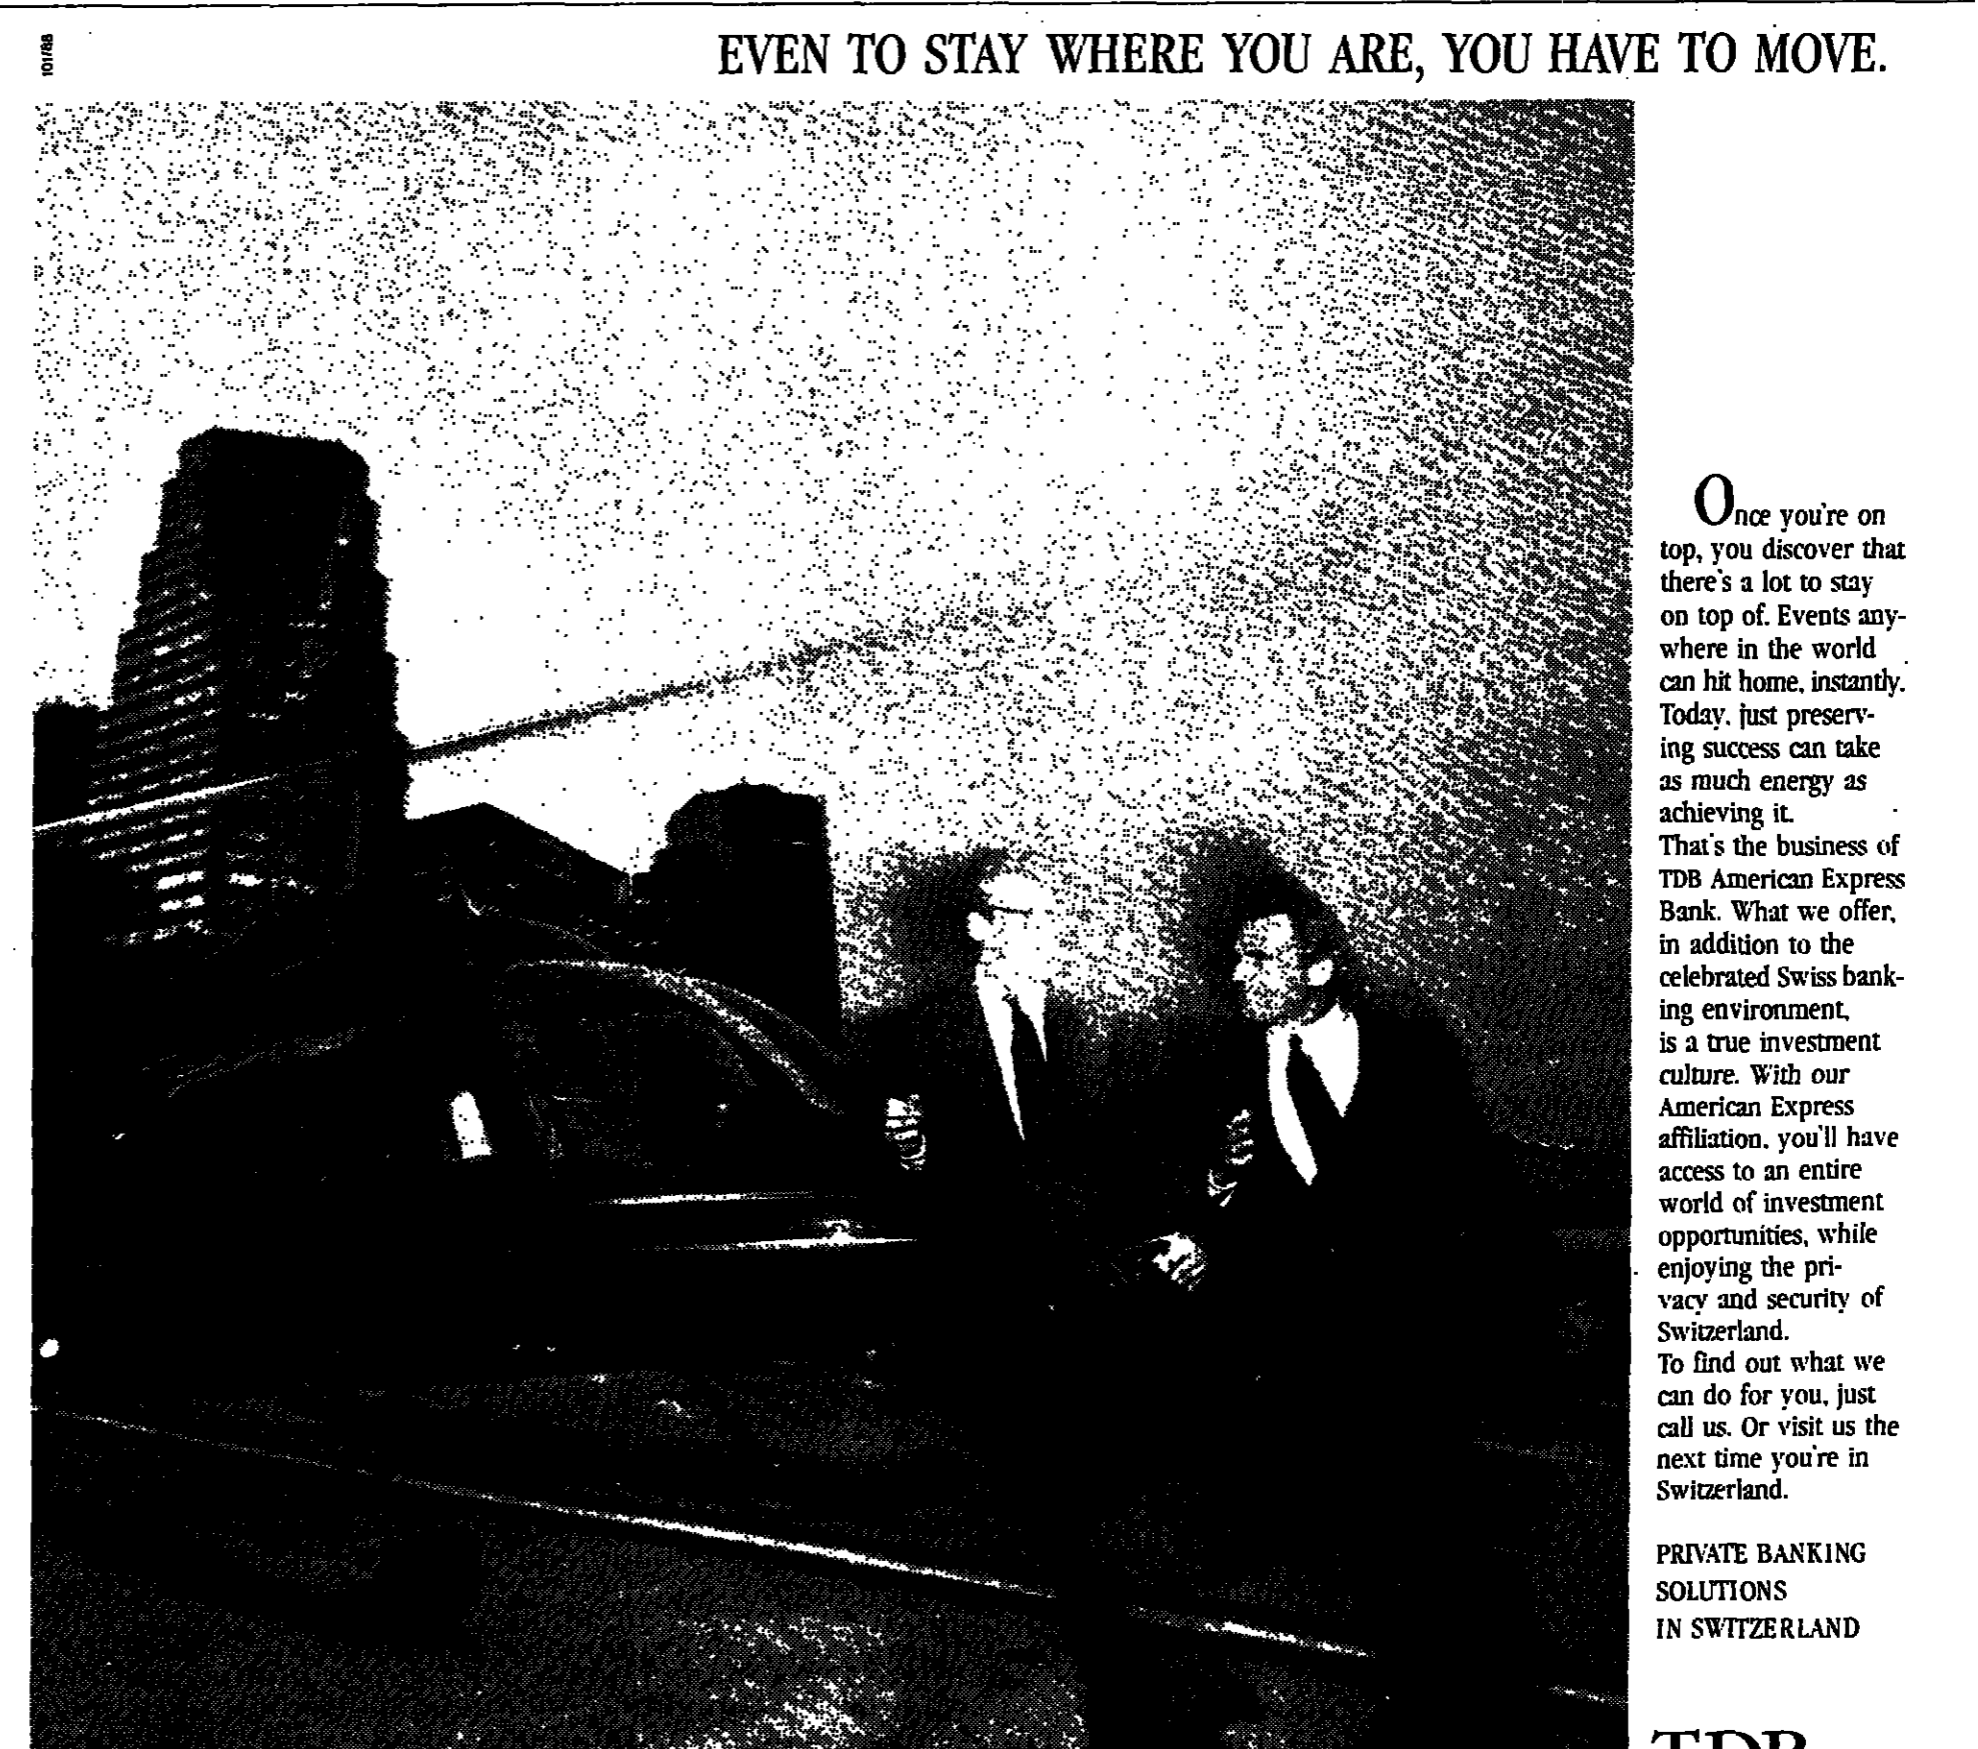 101/88
EVEN TO STAY WHERE YOU ARE, YOU HAVE TO MOVE.
Once you're on
top, you discover that
there's a lot to stay
on top of. Events any-
where in the world
can hit home, instantly.
Today, just preserv-
ing success can take
as much energy as
achieving it.
That's the business of
TDB American Express
Bank. What we offer,
in addition to the
celebrated Swiss bank-
ing environment,
is a true investment
culture. With our
American Express
affiliation, you'll have
access to an entire
world of investment
opportunities, while
enjoying the pri-
vacy and security of
Switzerland.
To find out what we
can do for you, just
call us. Or visit us the
next time you're in
Switzerland.
PRIVATE BANKING
SOLUTIONS
IN SWITZERLAND
TDB